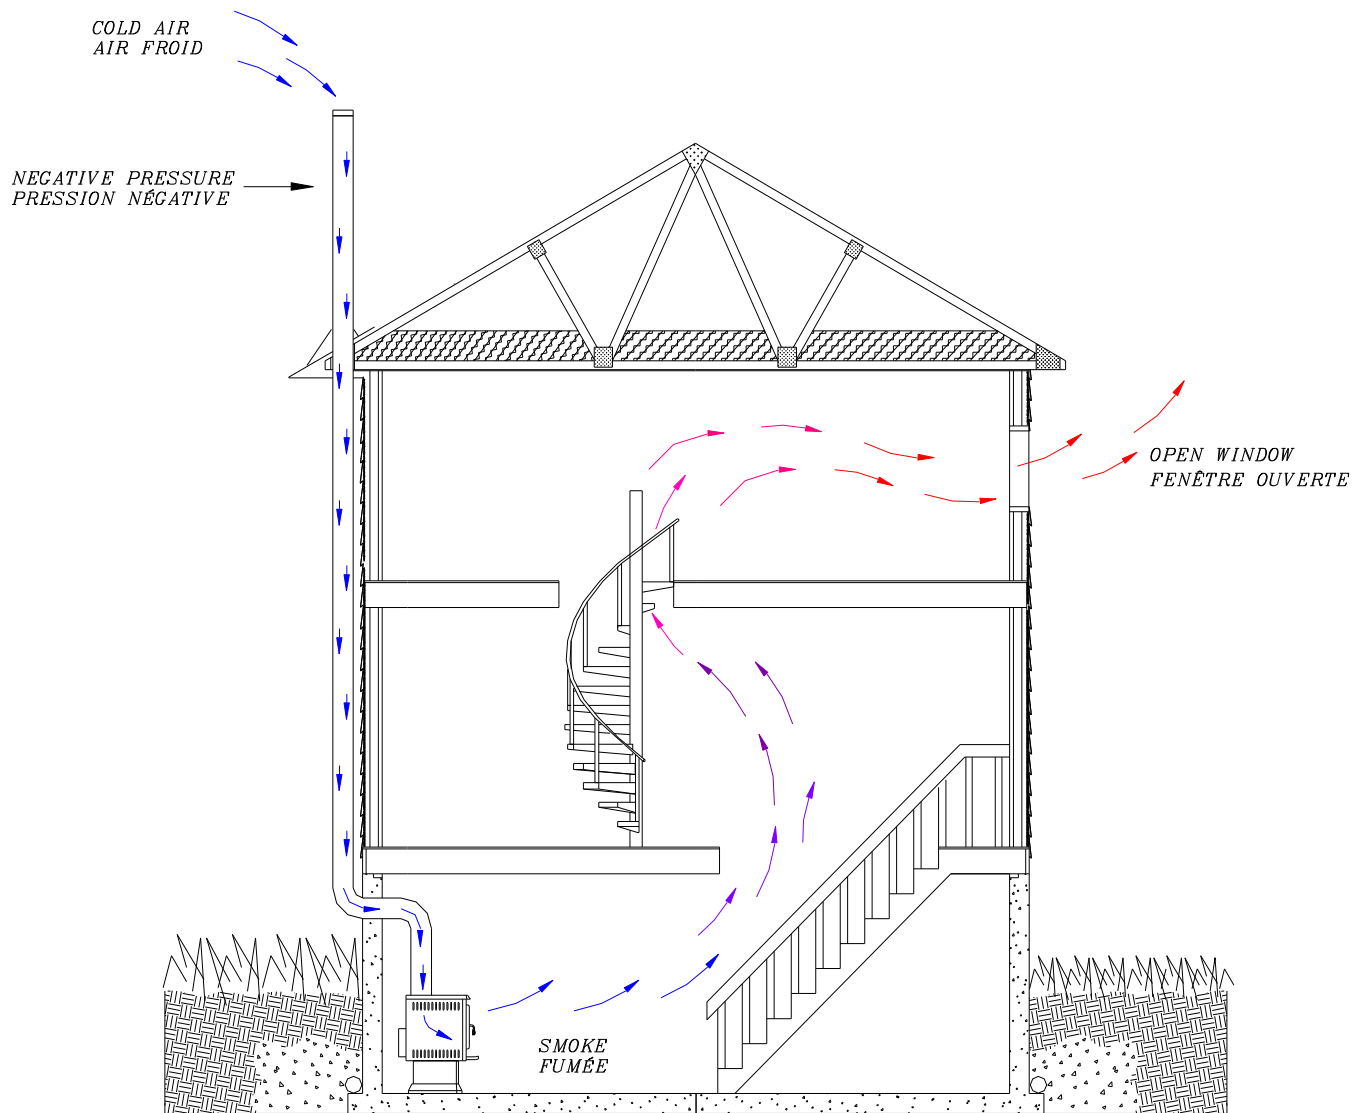 COLD AIR
AIR FROID
NEGATIVE PRESSURE
PRESSION NÉGATIVE
OPEN WINDOW
FENÊTRE OUVERTE
SMOKE
FUMÉE